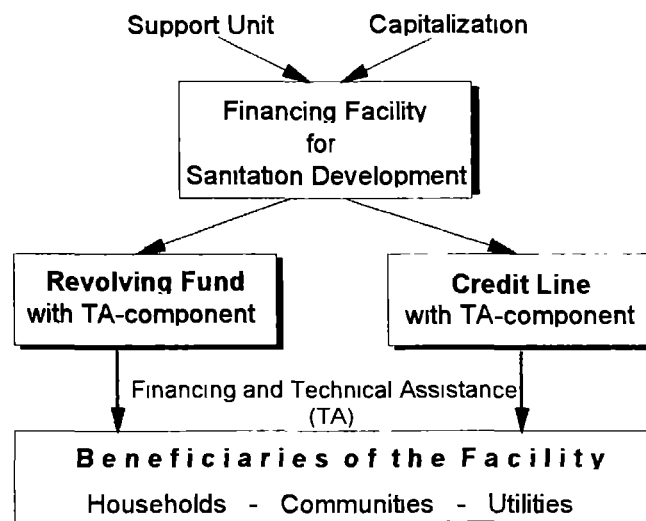 Support Unit Capitalization
Financing Facility
for
Sanitation Development
Revolving Fund
with TA-component
Credit Line
with TA-component
Financing and Technical Assistance
(TA)
Beneficiaries of the Facility
Households - Communities - Utilities